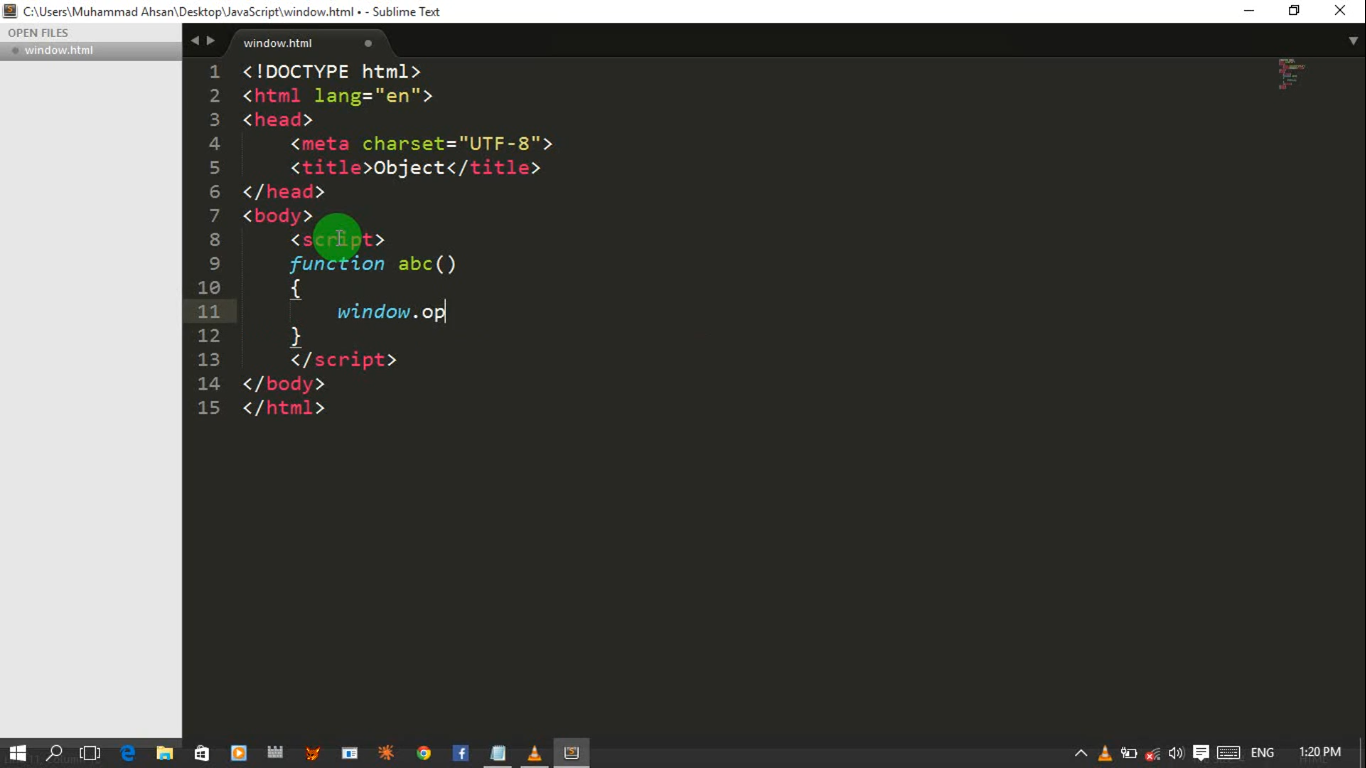 C:\Users\Muhammad Ahsan\Desktop\JavaScript\window.html • - Sublime Text
OPEN FILES
window.html
window.html
1 <!DOCTYPE html>
2 <html lang="en">
3 <head>
4 <meta charset="UTF-8">
5 <title>Object</title>
6 </head>
7 <body>
8 <script>
9 function abc()
10 {
11 window.op
12 }
13 </script>
14 </body>
15 </html>
ENG
1:20 PM